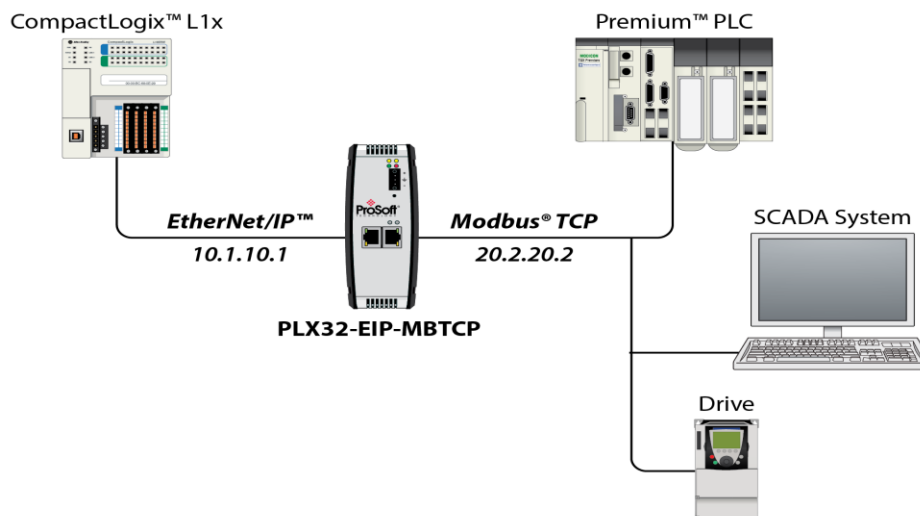 CompactLogix™ L1x
Premium™ PLC
EtherNet/IP™
10.1.10.1
ProSoft
Modbus® TCP
20.2.20.2
PLX32-EIP-MBTCP
SCADA System
Drive